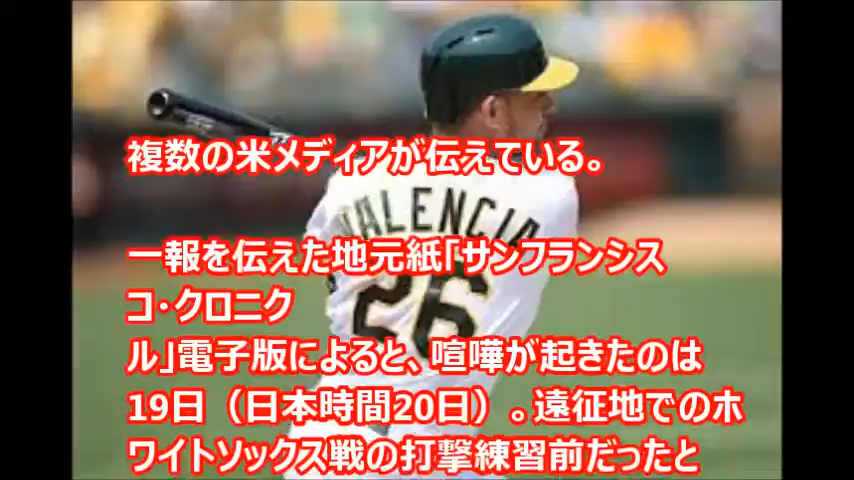 複数の米メディアが伝えている。
VALENCIA
一報を伝えた地元紙「サンフランシス
コ・クロニク
26
ル」電子版によると、喧嘩が起きたのは
19日（日本時間20日）。遠征地でのホ
ワイトソックス戦の打撃練習前だったと